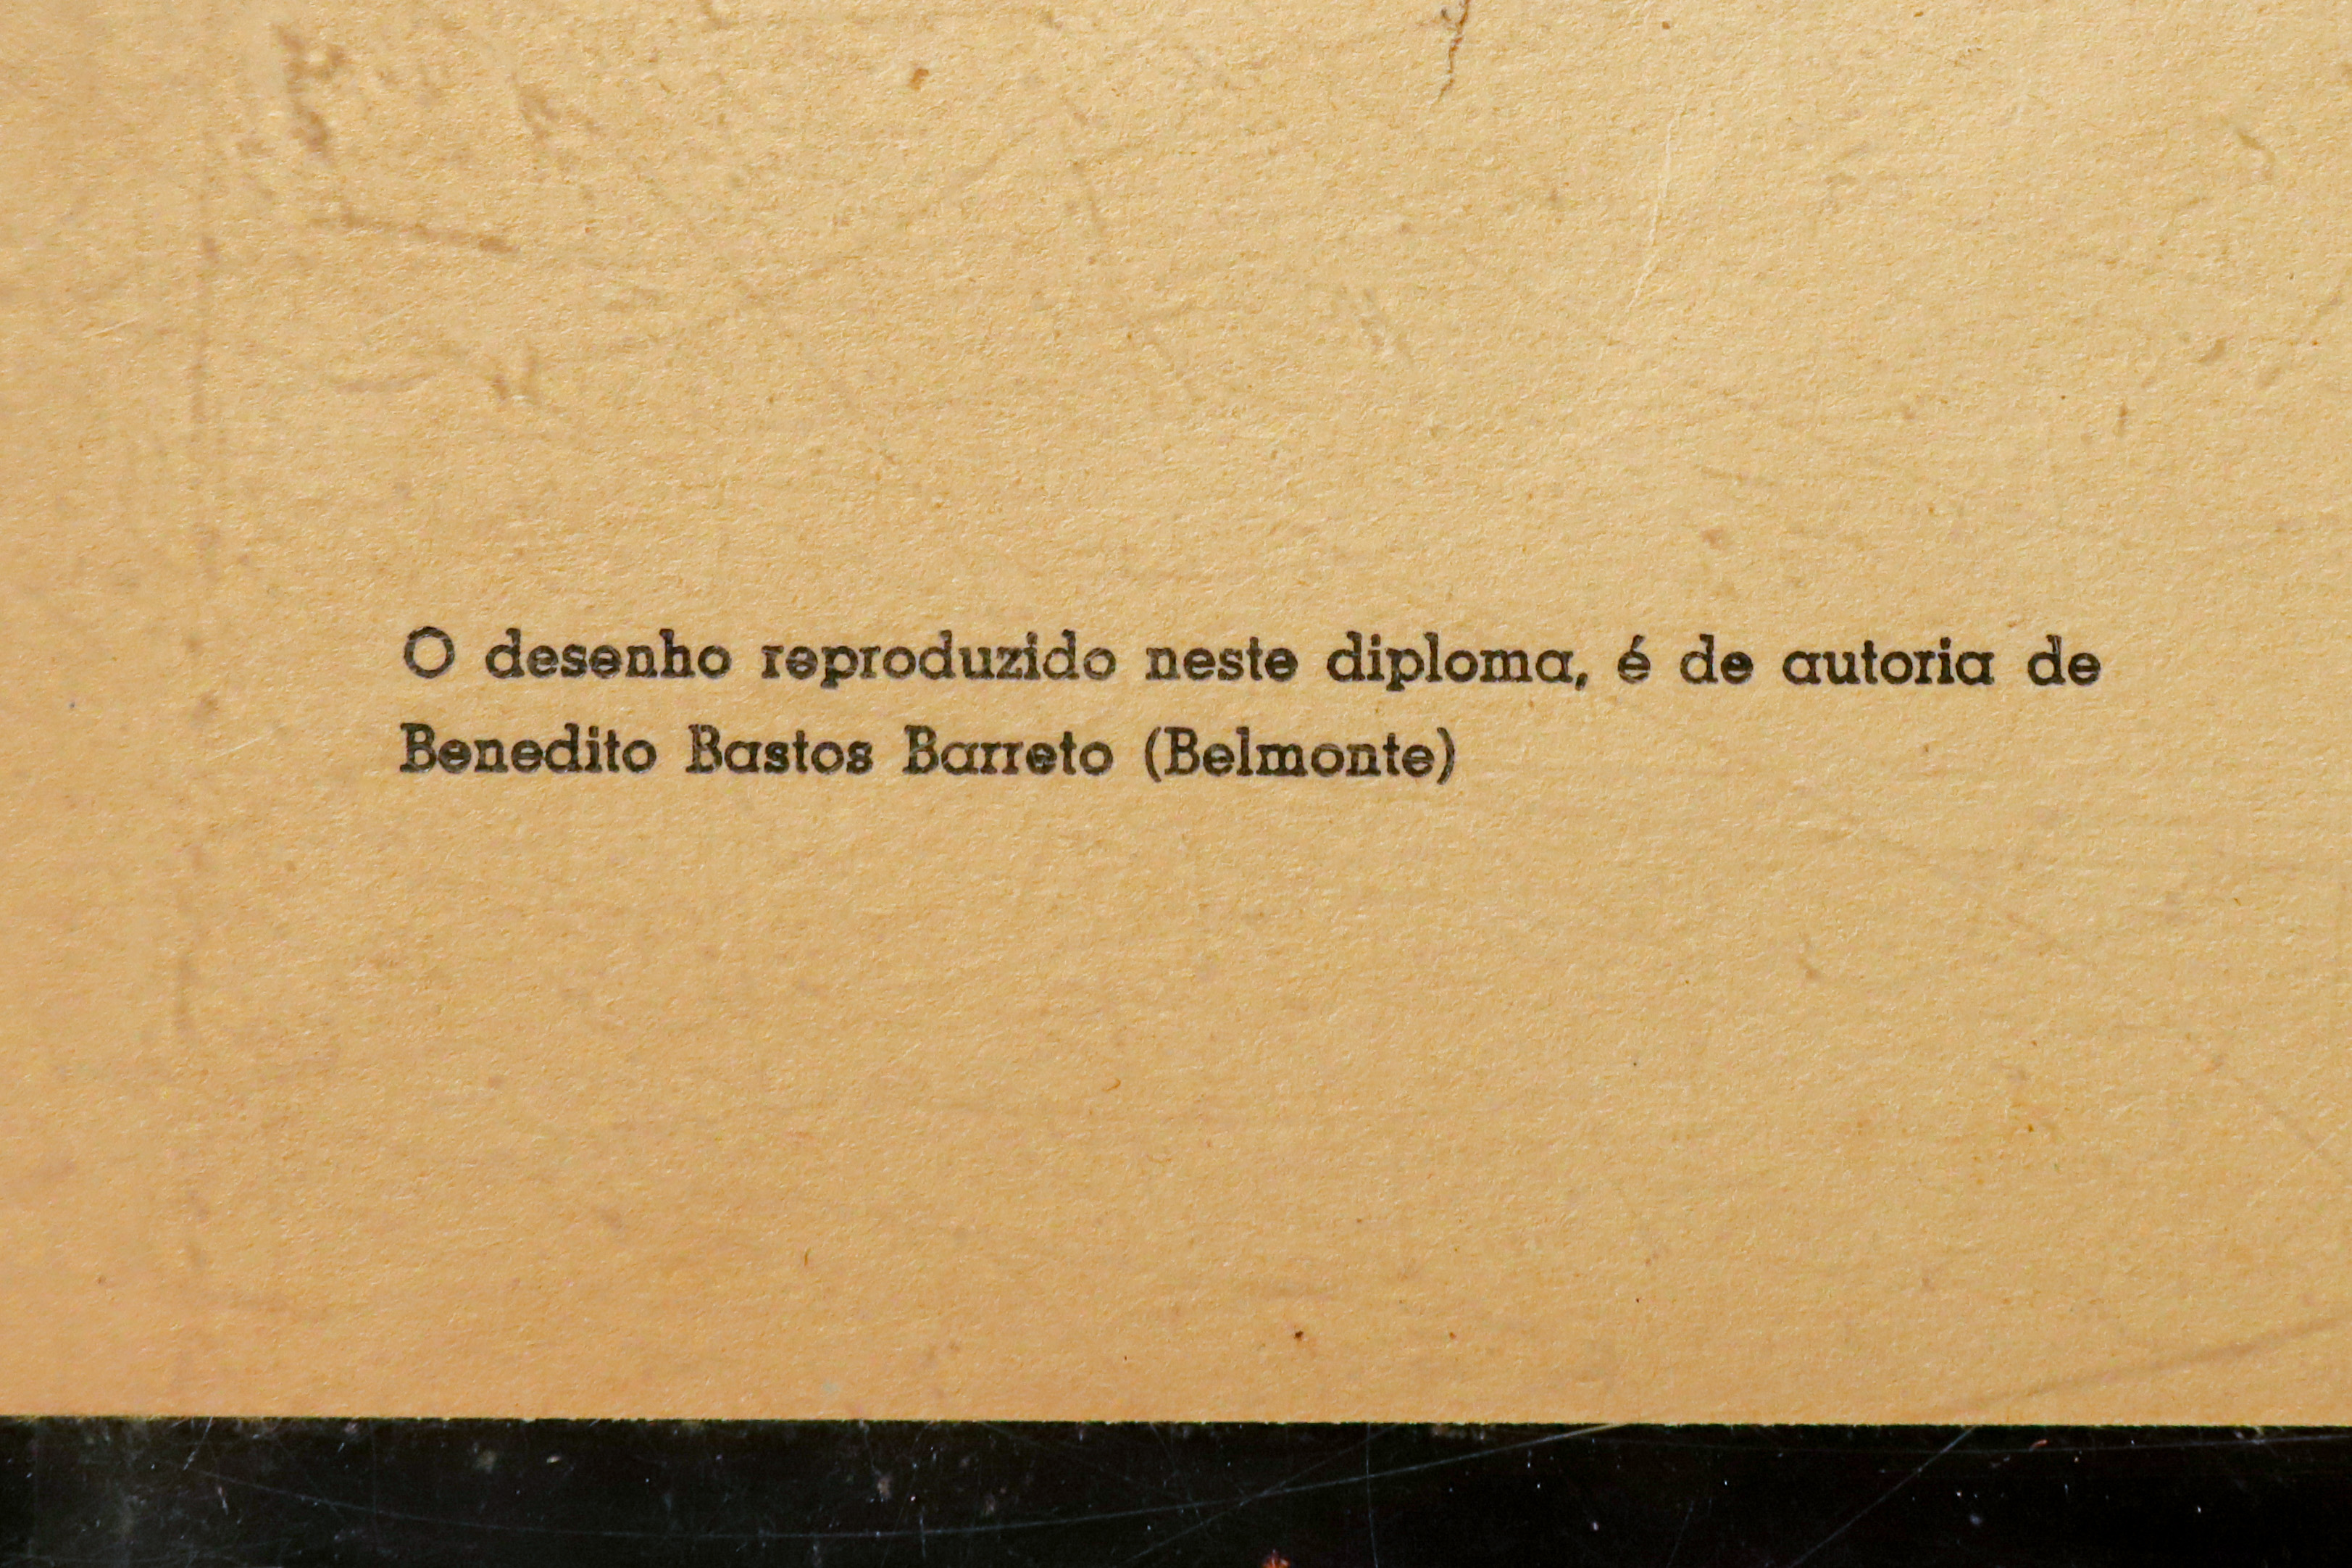 O desenho reproduzido neste diploma, é de autoria de
Benedito Bastos Barreto (Belmonte)